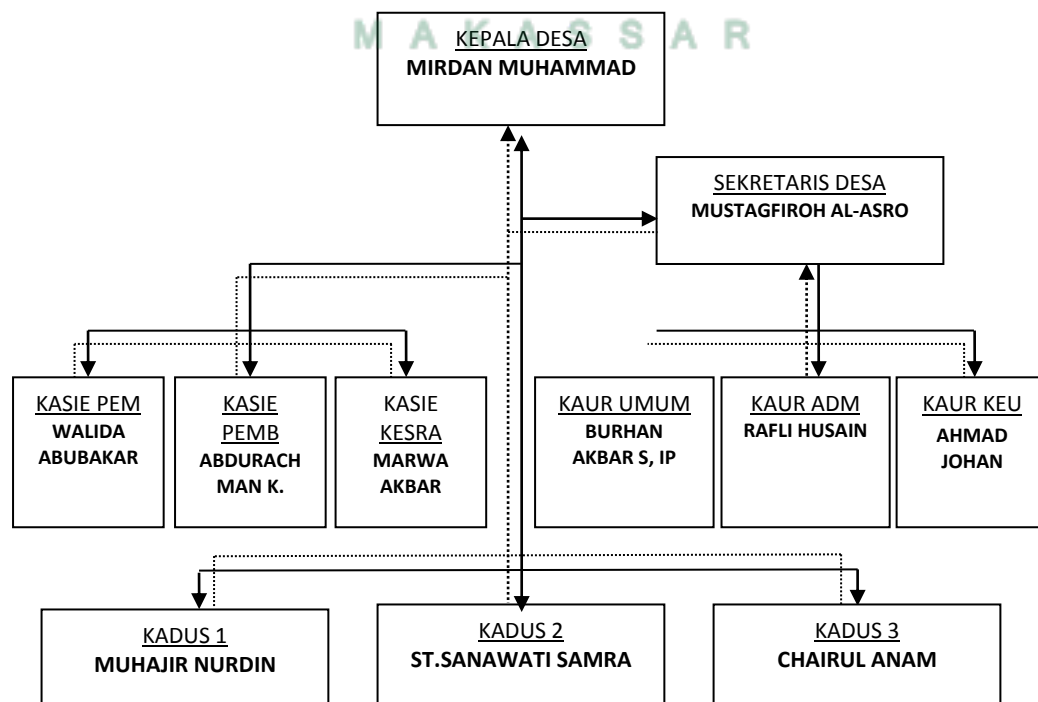 MAKASSAR
KEPALA DESA
MIRDAN MUHAMMAD
SEKRETARIS DESA
MUSTAGFIROH AL-ASRO
KASIE PEM
WALIDA
ABUBAKAR
KASIE
PEMB
ABDURACH
MAN K.
KASIE
KESRA
MARWA
AKBAR
KAUR UMUM
BURHAN
AKBAR S, IP
KAUR ADM
RAFLI HUSAIN
KAUR KEU
AHMAD
JOHAN
KADUS 1
MUHAJIR NURDIN
KADUS 2
ST.SANAWATI SAMRA
KADUS 3
CHAIRUL ANAM